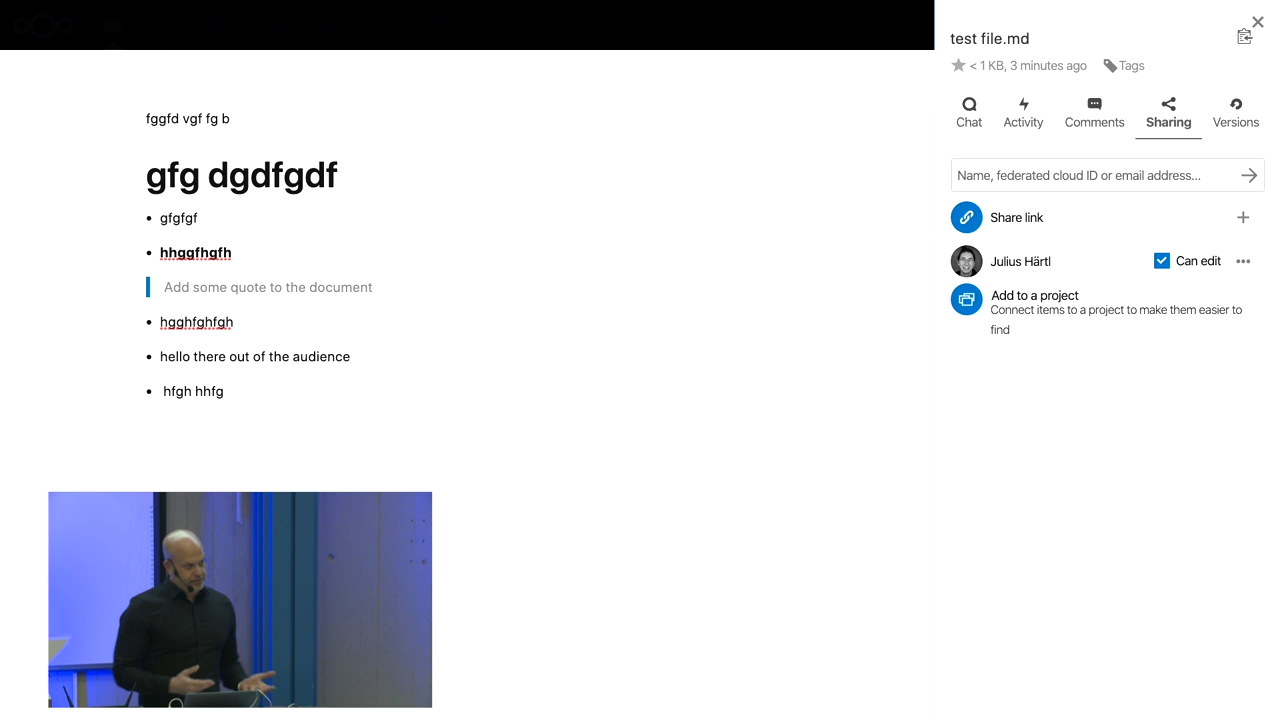 test file.md
< 1 KB, 3 minutes ago Tags
Chat Activity Comments Sharing Versions
Name, federated cloud ID or email address...
Share link
Julius Härtl Can edit
Add to a project
Connect items to a project to make them easier to
find
fggfd vgf fg b
gfg dgdfgdf
• gfgfgf
• hhggfhgfh
Add some quote to the document
• hgghfghfgh
• hello there out of the audience
• hfgh hhfg